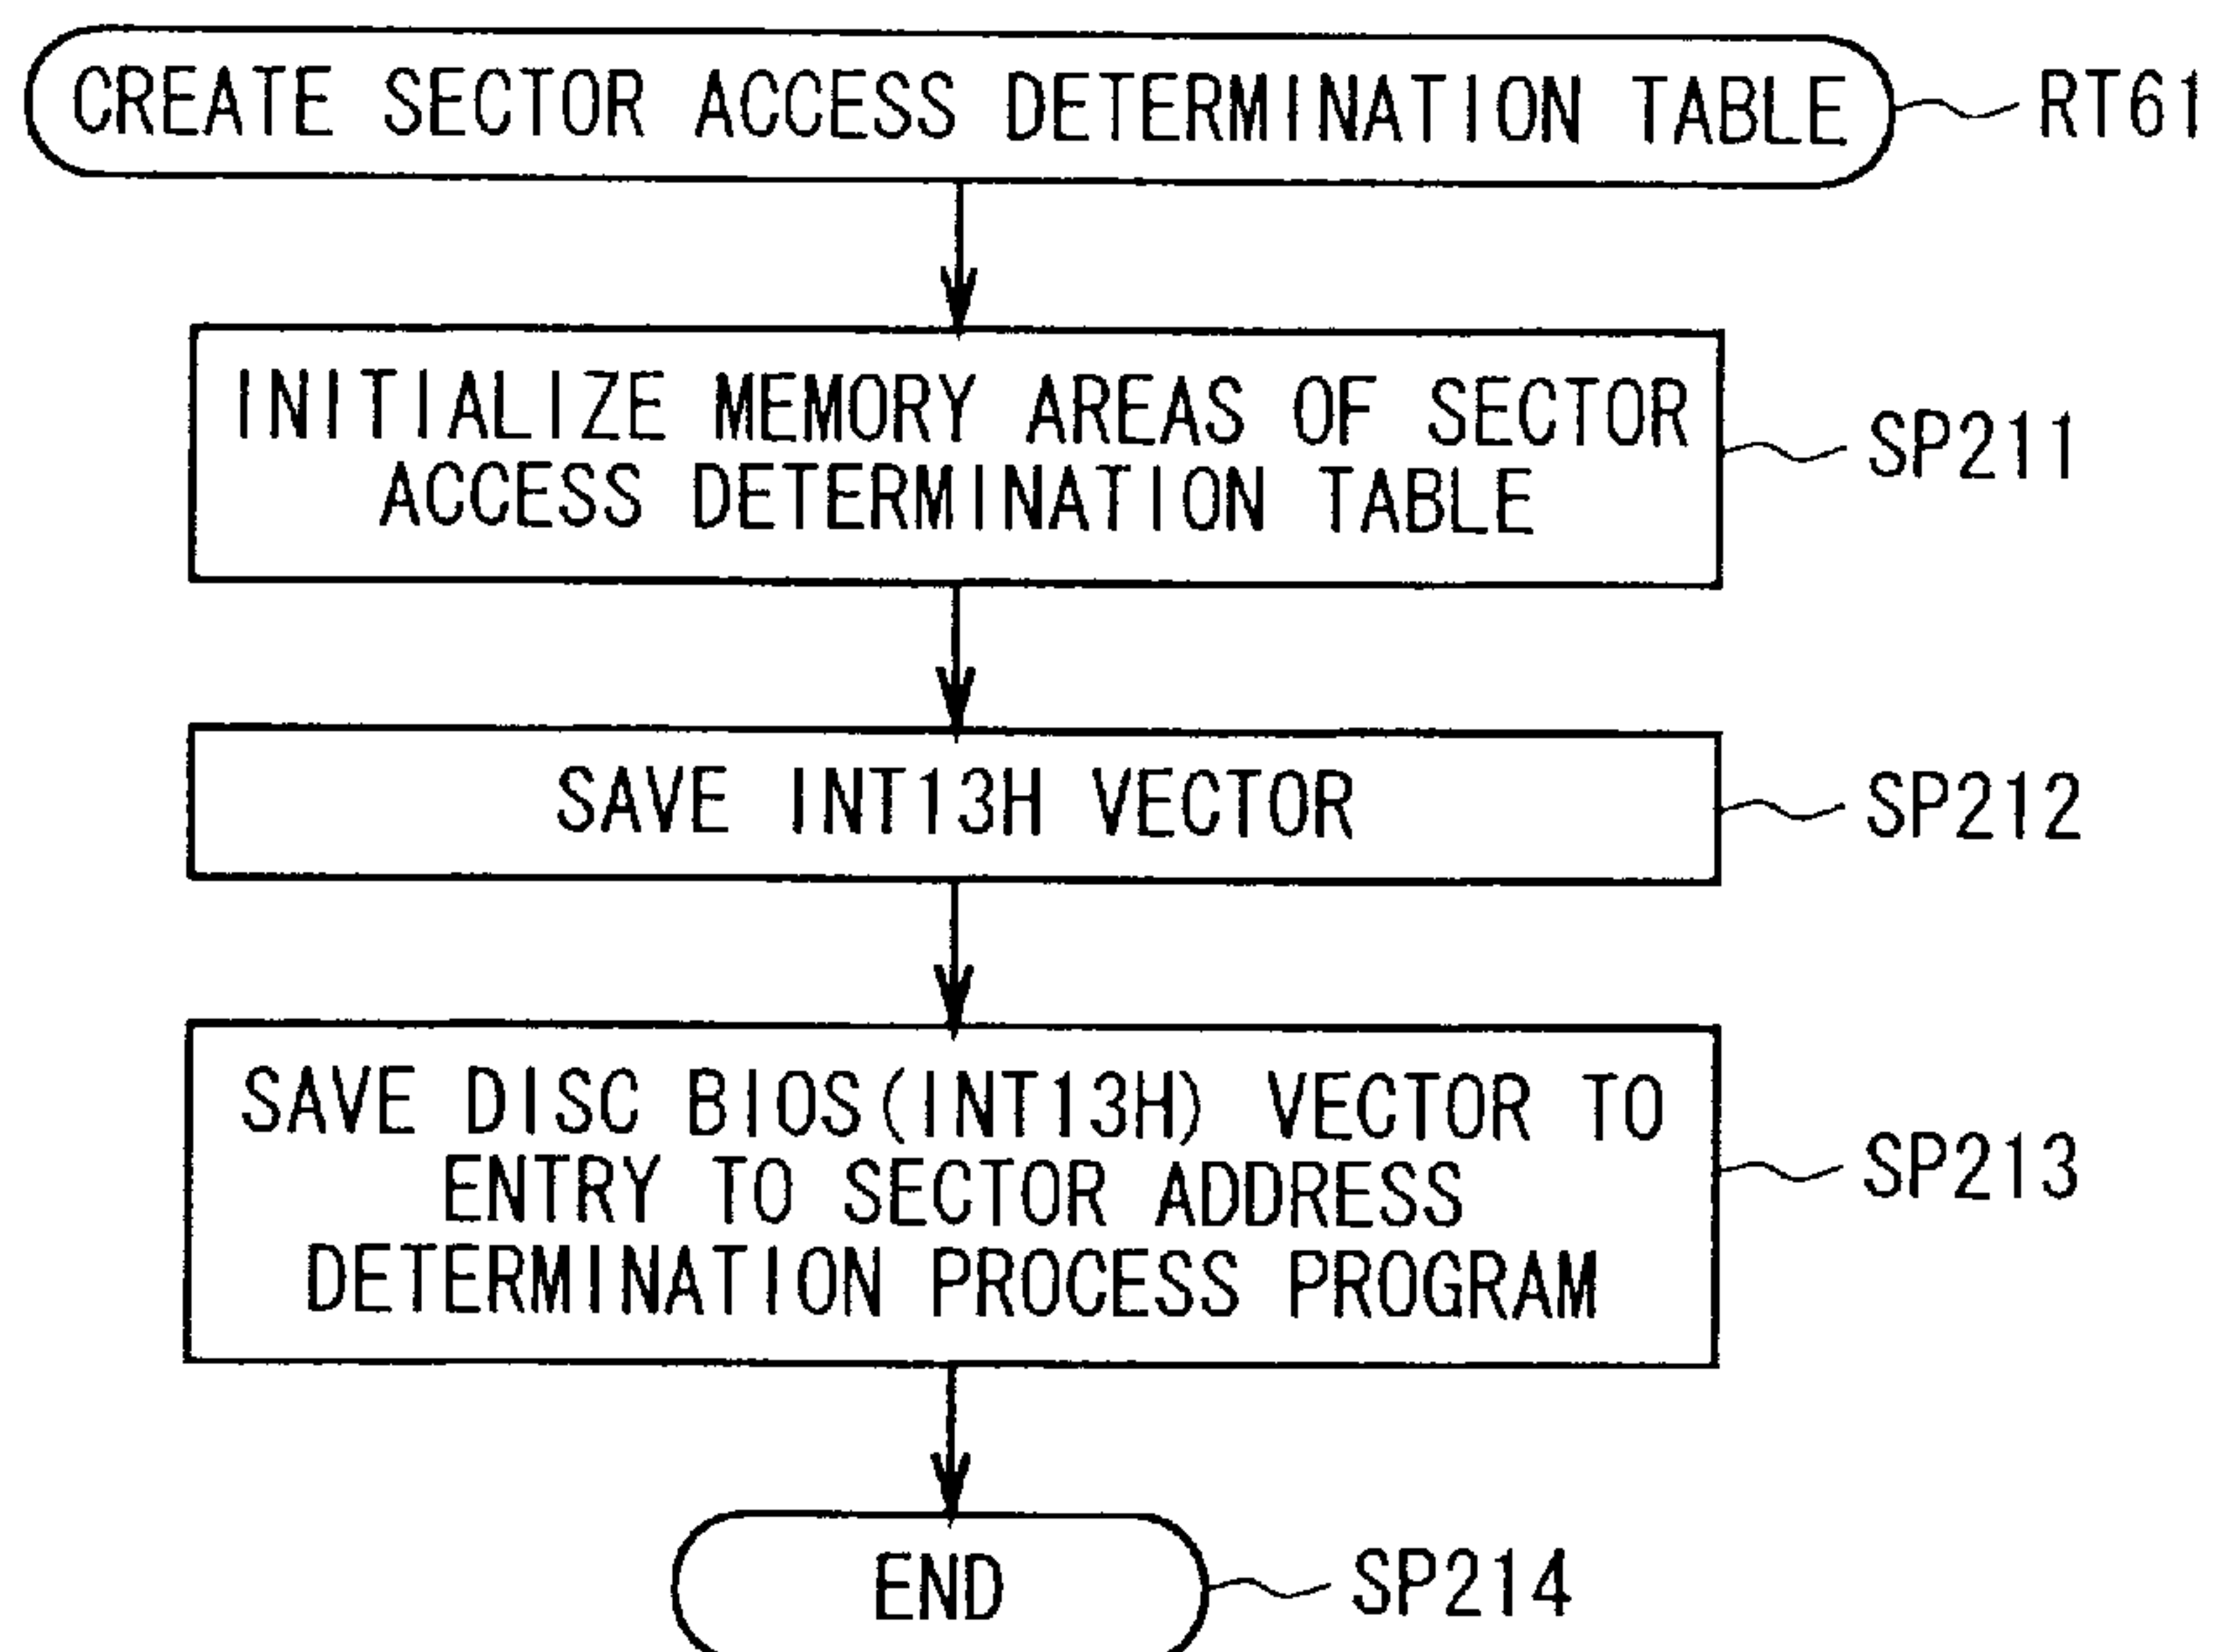 CREATE SECTOR ACCESS DETERMINATION TABLE
RT61
INITIALIZE MEMORY AREAS OF SECTOR
ACCESS DETERMINATION TABLE
SP211
SAVE INT13H VECTOR
SP212
SAVE DISC BIOS(INT13H) VECTOR TO
ENTRY TO SECTOR ADDRESS
DETERMINATION PROCESS PROGRAM
SP213
END
SP214